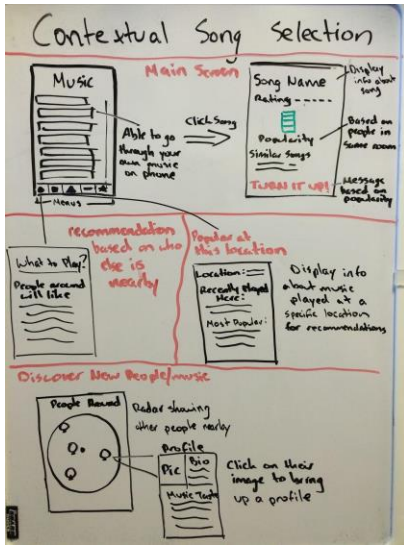 Contextual Song Selection
Main Screen
Music
Able to go
through your
own music
on phone
Menus
Click Song
Song Name
Rating
Popularity
Similar Songs
TURN IT UP!
Display
info about
song
Based on
people in
same room
Message
based on
popularity
recommendation
based on who
else is
nearby
What to Play?
People around
will like
Popular at
this location
Location:
Recently Played
Here:
Most Popular:
Display info
about music
played at a
specific location
for recommendations
Discover New People/music
People Around
Radar showing
other people nearby
Profile
Pic
Bio
Music Taste
Click on their
image to bring
up a profile